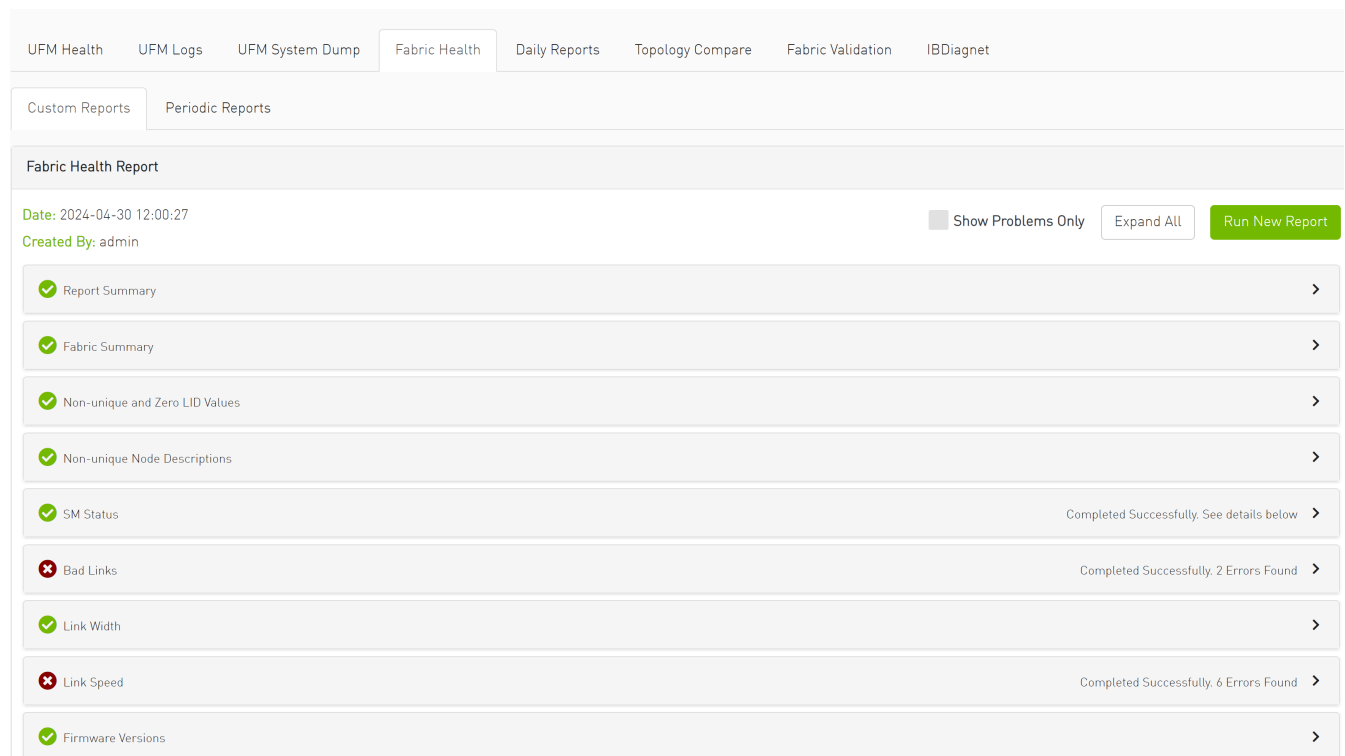 UFM Health UFM Logs UFM System Dump Fabric Health Daily Reports Topology Compare Fabric Validation IBDiagnet
Custom Reports Periodic Reports
Fabric Health Report
Date: 2024-04-30 12:00:27
Created By: admin
Show Problems Only Expand All Run New Report
Report Summary
Fabric Summary
Non-unique and Zero LID Values
Non-unique Node Descriptions
SM Status Completed Successfully. See details below
Bad Links Completed Successfully. 2 Errors Found
Link Width
Link Speed Completed Successfully. 6 Errors Found
Firmware Versions